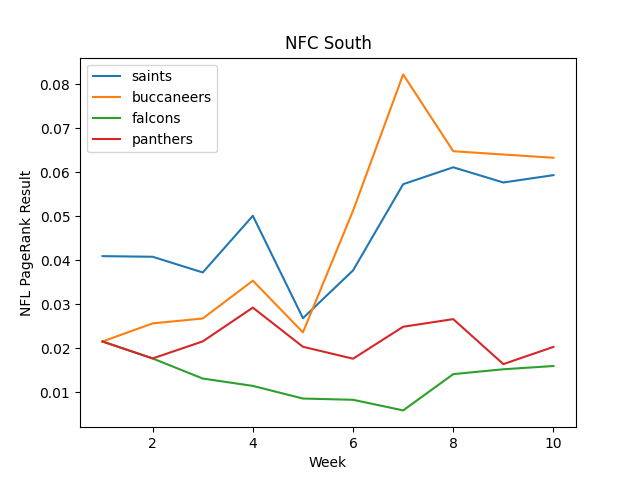 NFC South
saints
buccaneers
falcons
panthers
NFL PageRank Result
0.08
0.07
0.06
0.05
0.04
0.03
0.02
0.01
2 4 6 8 10
Week